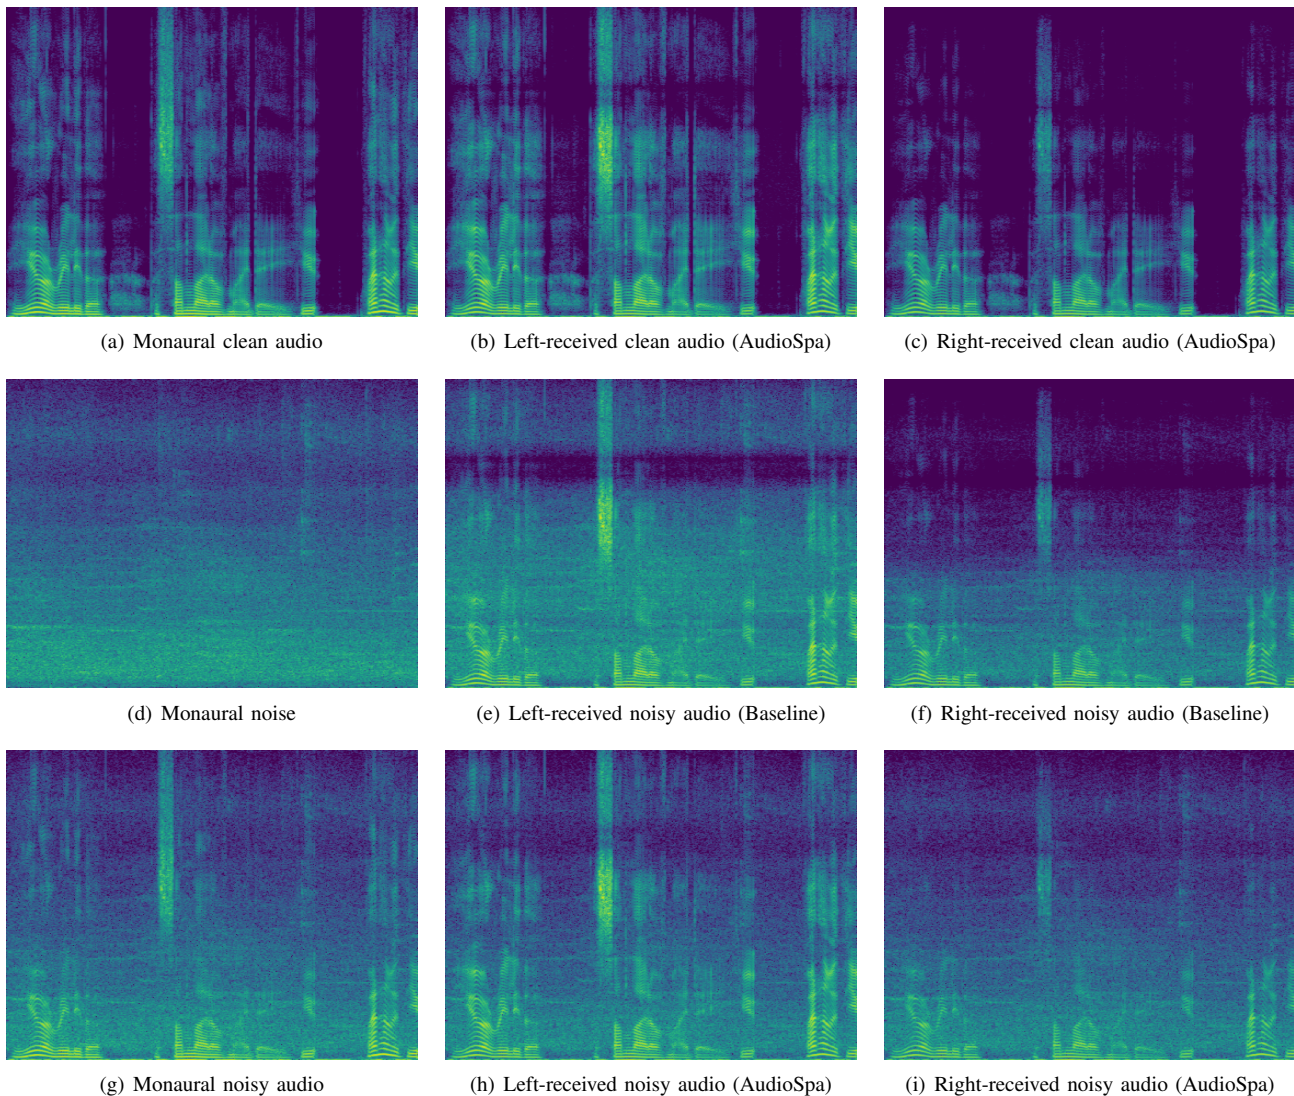 (a) Monaural clean audio
(b) Left-received clean audio (AudioSpa)
(c) Right-received clean audio (AudioSpa)
(d) Monaural noise
(e) Left-received noisy audio (Baseline)
(f) Right-received noisy audio (Baseline)
(g) Monaural noisy audio
(h) Left-received noisy audio (AudioSpa)
(i) Right-received noisy audio (AudioSpa)